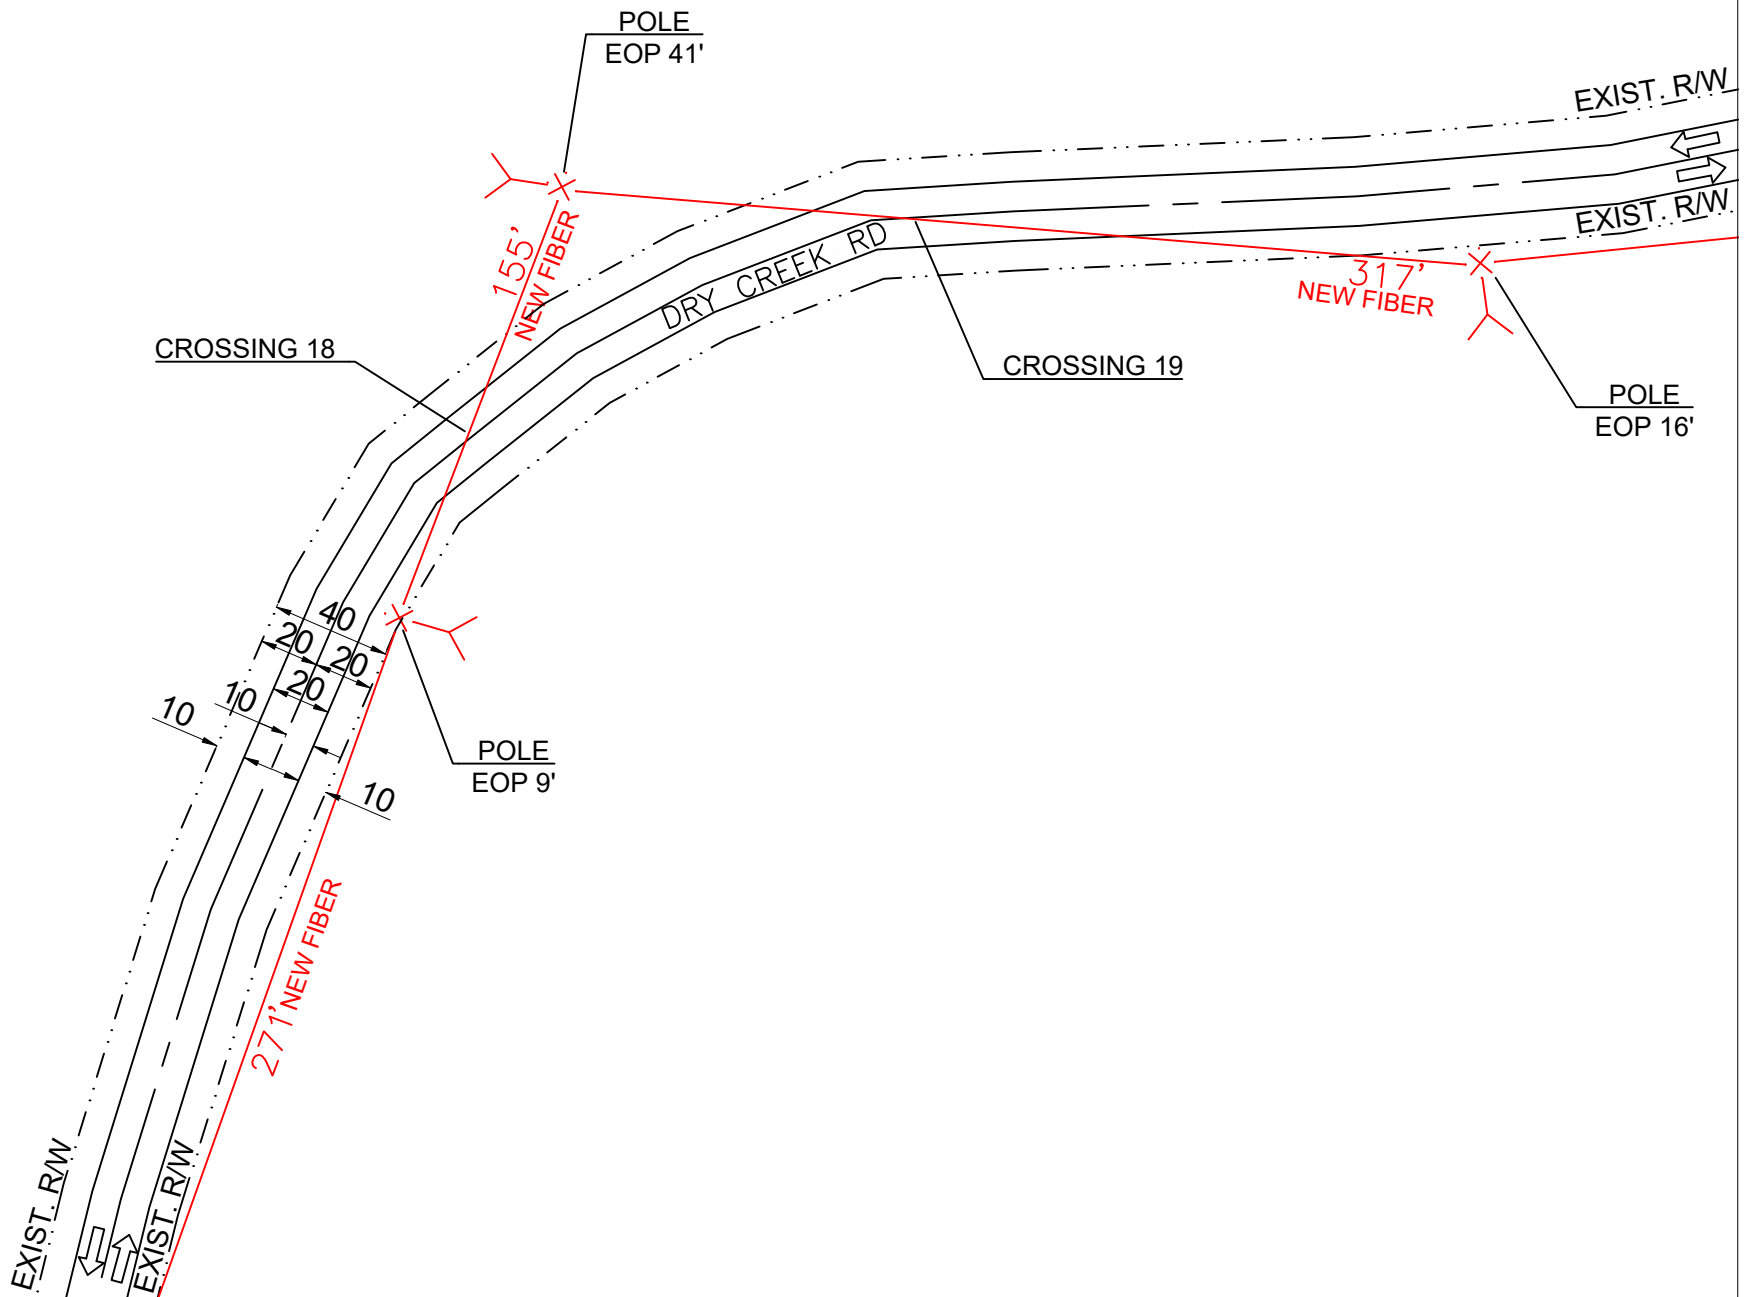 POLE
EOP 41'
EXIST. R/W
EXIST. R/W
155'
NEW FIBER
DRY CREEK RD
317'
NEW FIBER
CROSSING 18
CROSSING 19
POLE
EOP 16'
40
20
20
20
10
10
POLE
EOP 9'
10
271' NEW FIBER
EXIST. R/W
EXIST. R/W